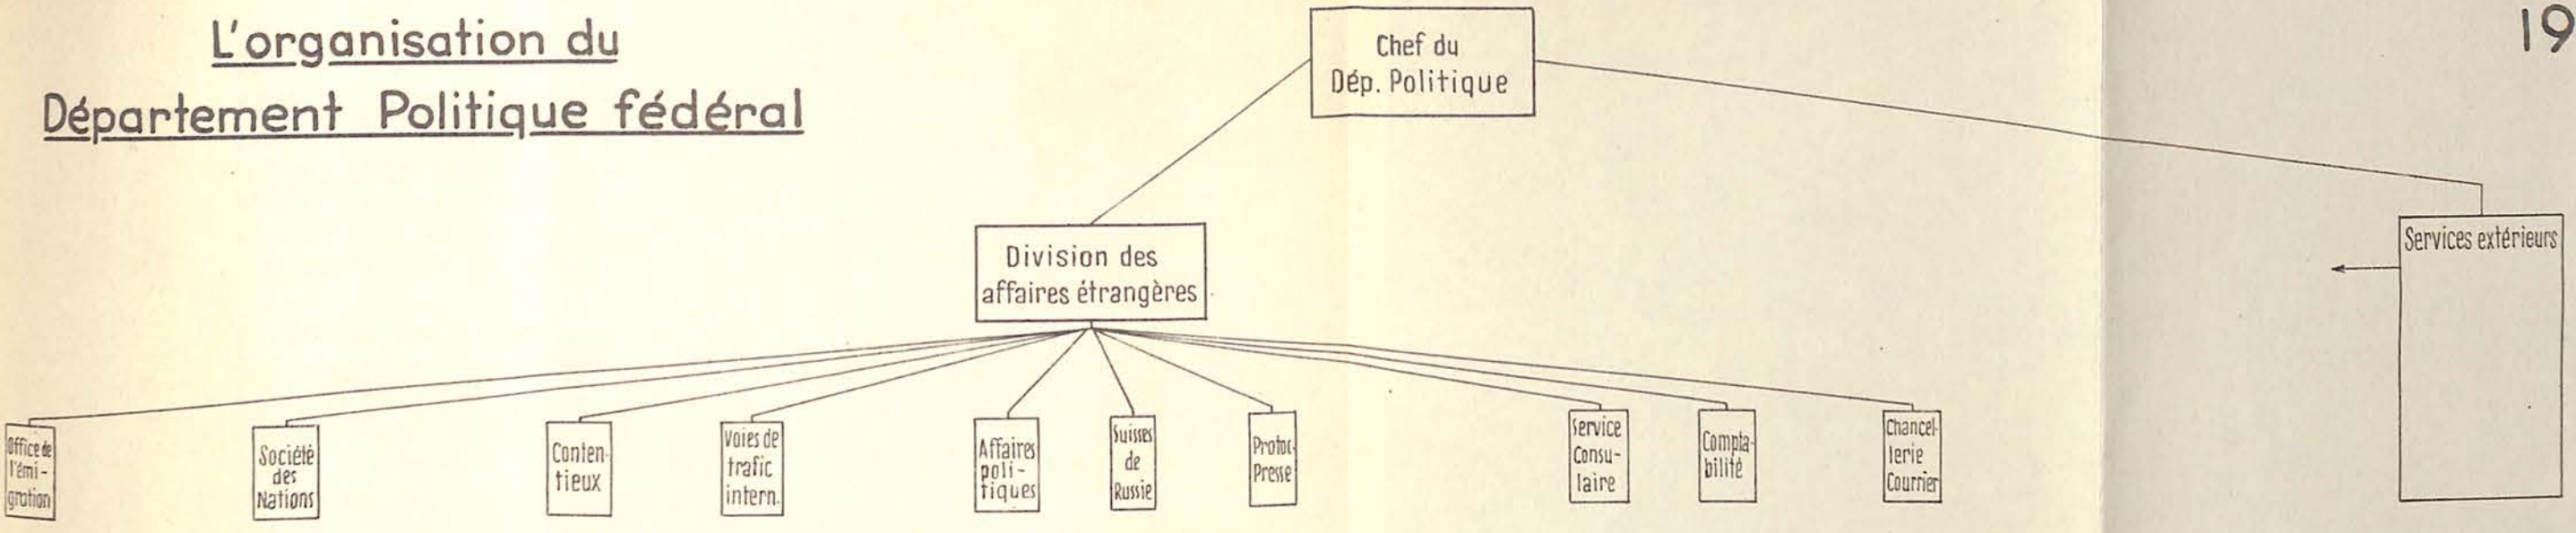 L'organisation du
Département Politique fédéral
19
Chef du
Dép. Politique
Division des
affaires étrangères
Services extérieurs
Office de
l'émi-
gration
Société
des
Nations
Conten-
tieux
Voies de
trafic
intern.
Affaires
poli-
tiques
Suisses
de
Russie
Protoc.
Presse
Service
Consu-
laire
Compta-
bilité
Chancel-
lerie
Courrier